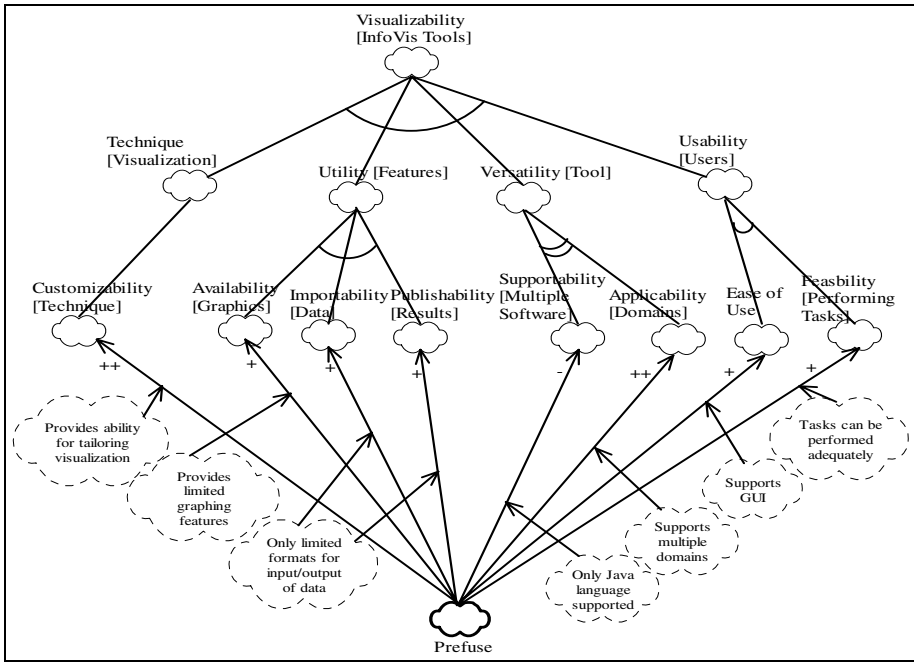 Visualizability
[InfoVis Tools]
Technique
[Visualization]
Utility [Features]
Versatility [Tool]
Usability
[Users]
Customizability
[Technique]
Availability
[Graphics]
Importability
[Data]
Publishability
[Results]
Supportability
[Multiple
Software]
Applicability
[Domains]
Ease of
Use
Feasbility
[Performing
Tasks]
++
+
+
+
-
++
+
+
Provides ability
for tailoring
visualization
Provides
limited
graphing
features
Only limited
formats for
input/output
of data
Only Java
language
supported
Supports
multiple
domains
Supports
GUI
Tasks can be
performed
adequately
Prefuse